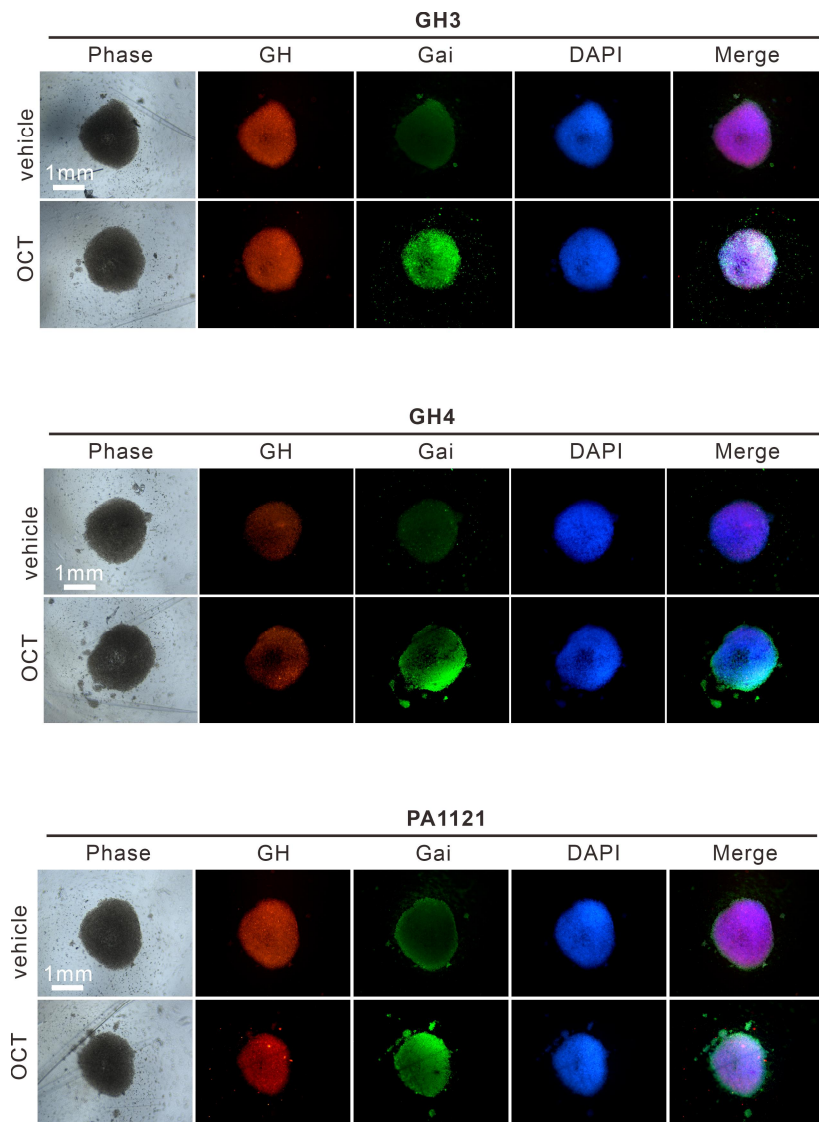 GH3
Phase GH Gai DAPI Merge
vehicle
1mm
OCT
GH4
Phase GH Gai DAPI Merge
vehicle
1mm
OCT
PA1121
Phase GH Gai DAPI Merge
vehicle
1mm
OCT